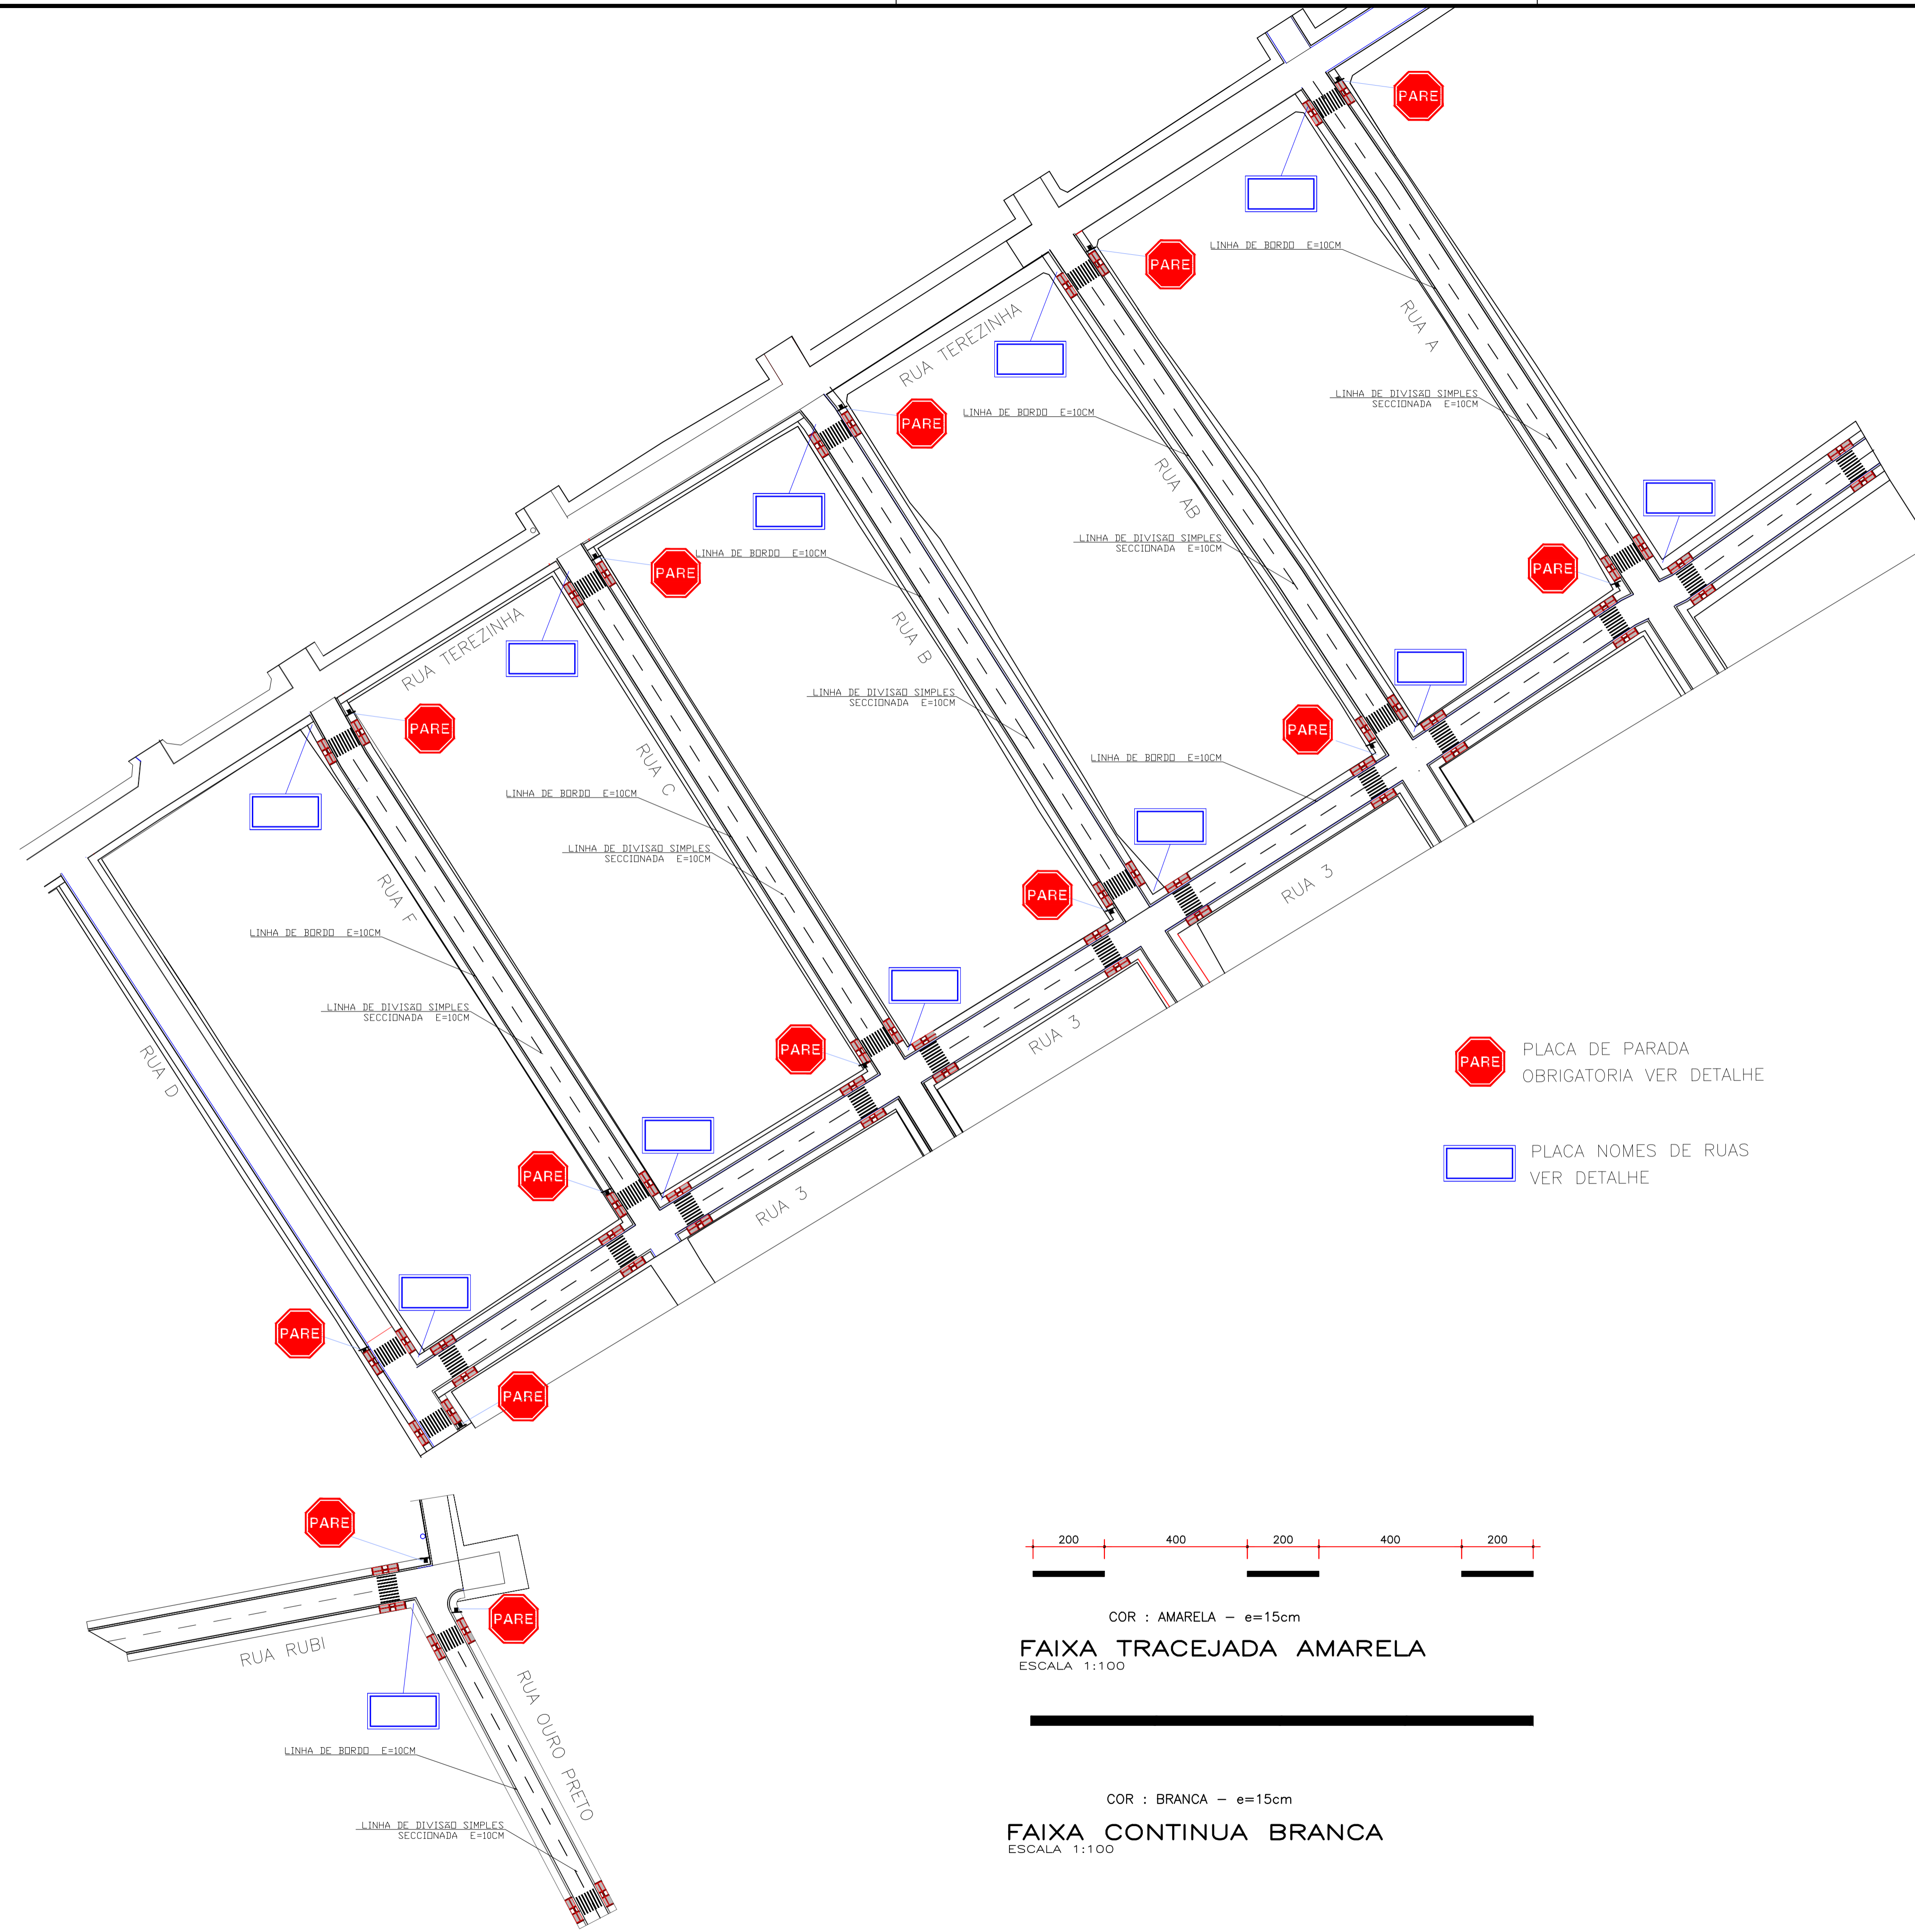 PARE
LINHA DE BORDO E=10CM
RUA A
PARE
RUA TEREZINHA
LINHA DE DIVISÃO SIMPLES
SECCIONADA E=10CM
PARE
LINHA DE BORDO E=10CM
RUA AB
LINHA DE DIVISÃO SIMPLES
SECCIONADA E=10CM
PARE
PARE
LINHA DE BORDO E=10CM
RUA B
RUA TEREZINHA
LINHA DE DIVISÃO SIMPLES
SECCIONADA E=10CM
PARE
PARE
LINHA DE BORDO E=10CM
RUA C
LINHA DE BORDO E=10CM
LINHA DE DIVISÃO SIMPLES
SECCIONADA E=10CM
PARE
RUA 3
RUA F
LINHA DE BORDO E=10CM
LINHA DE DIVISÃO SIMPLES
SECCIONADA E=10CM
RUA 3
PARE
RUA D
PARE
PLACA DE PARADA
OBRIGATORIA VER DETALHE
PLACA NOMES DE RUAS
VER DETALHE
PARE
RUA 3
PARE
PARE
PARE
PARE
RUA RUBI
RUA OURO PRETO
LINHA DE BORDO E=10CM
LINHA DE DIVISÃO SIMPLES
SECCIONADA E=10CM
200 400 200 400 200
COR : AMARELA – e=15cm
FAIXA TRACEJADA AMARELA
ESCALA 1:100
COR : BRANCA – e=15cm
FAIXA CONTINUA BRANCA
ESCALA 1:100